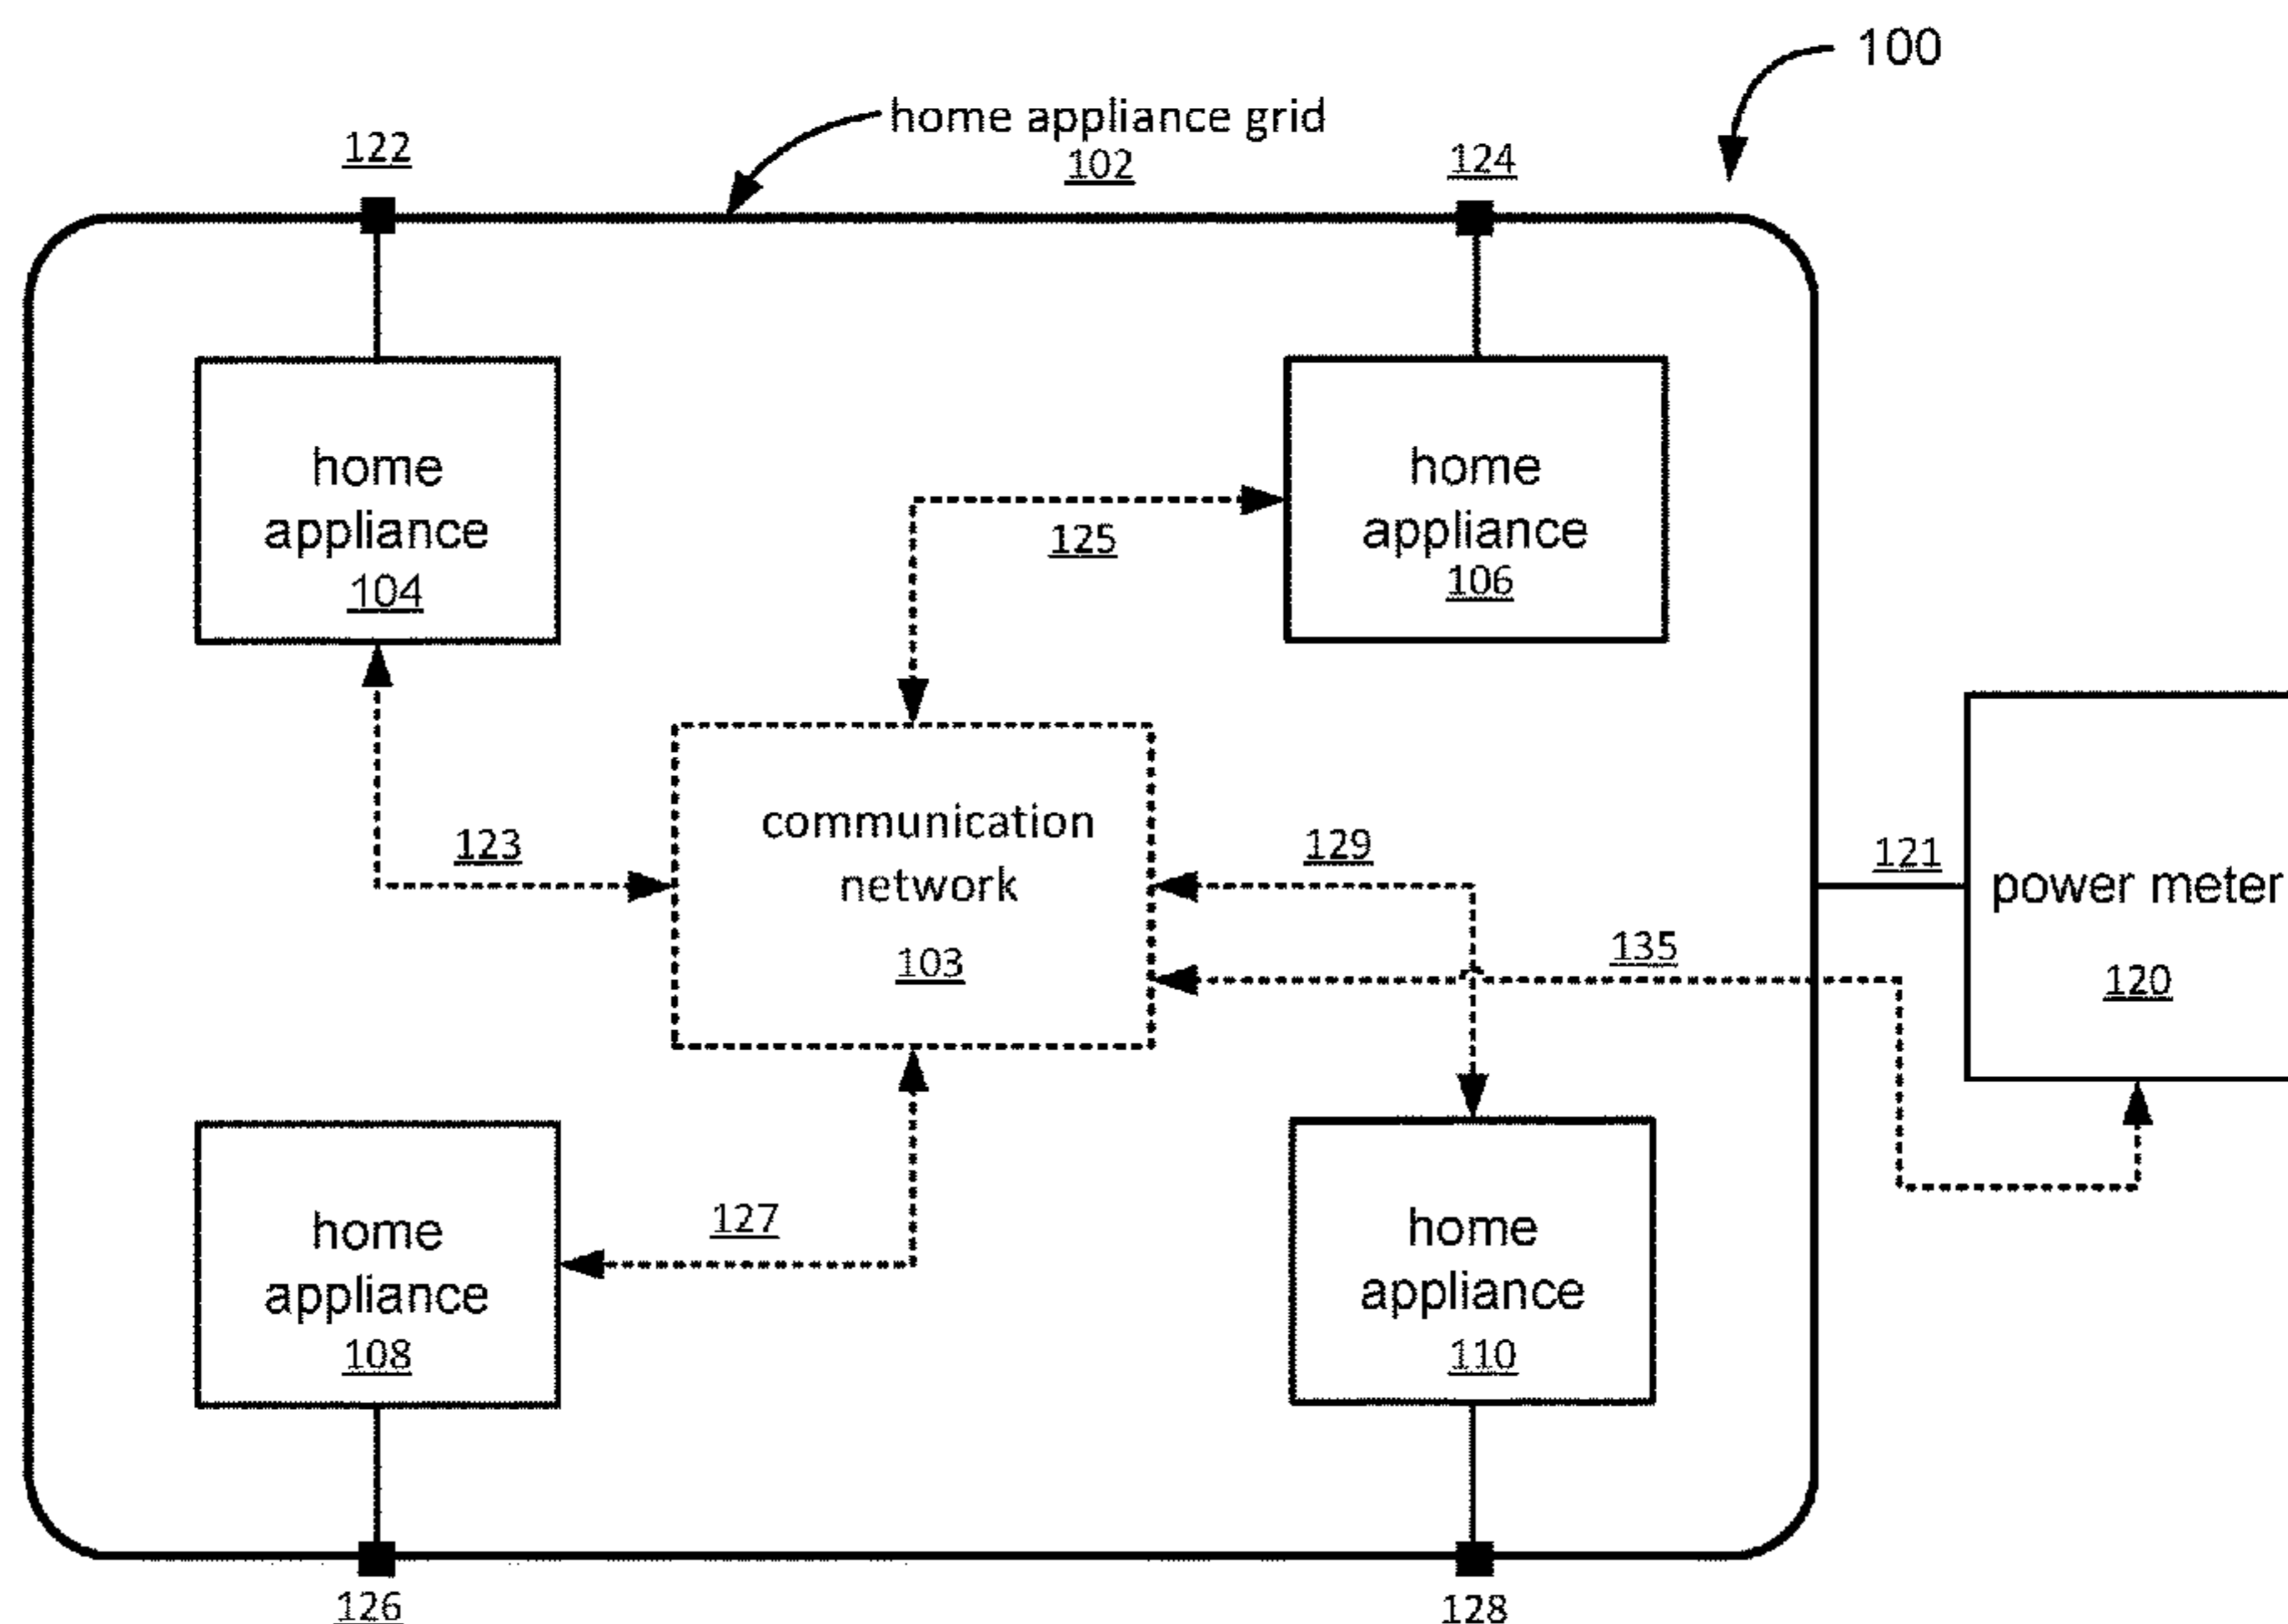 100
home appliance grid
102
122
124
home
appliance
104
home
appliance
106
125
communication
network
103
123
129
121
power meter
120
135
home
appliance
108
127
home
appliance
110
126
128